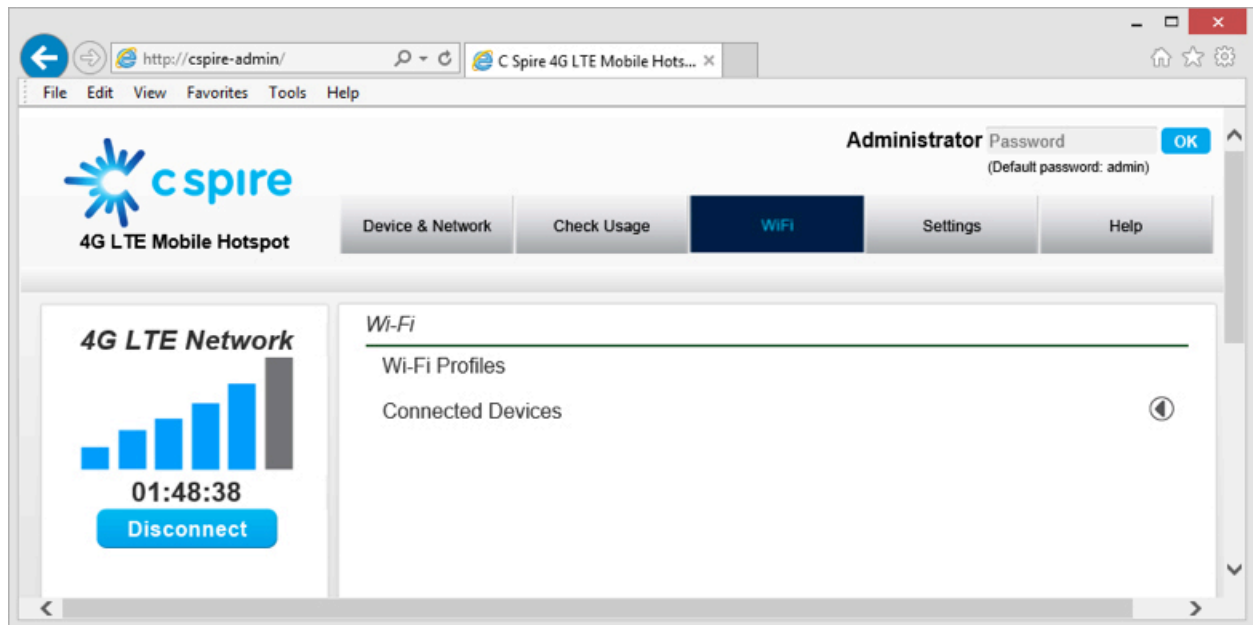 http://cspire-admin/
C Spire 4G LTE Mobile Hots...
File Edit View Favorites Tools Help
c spire
4G LTE Mobile Hotspot
Administrator Password OK
(Default password: admin)
Device & Network Check Usage WiFi Settings Help
4G LTE Network
01:48:38
Disconnect
Wi-Fi
Wi-Fi Profiles
Connected Devices